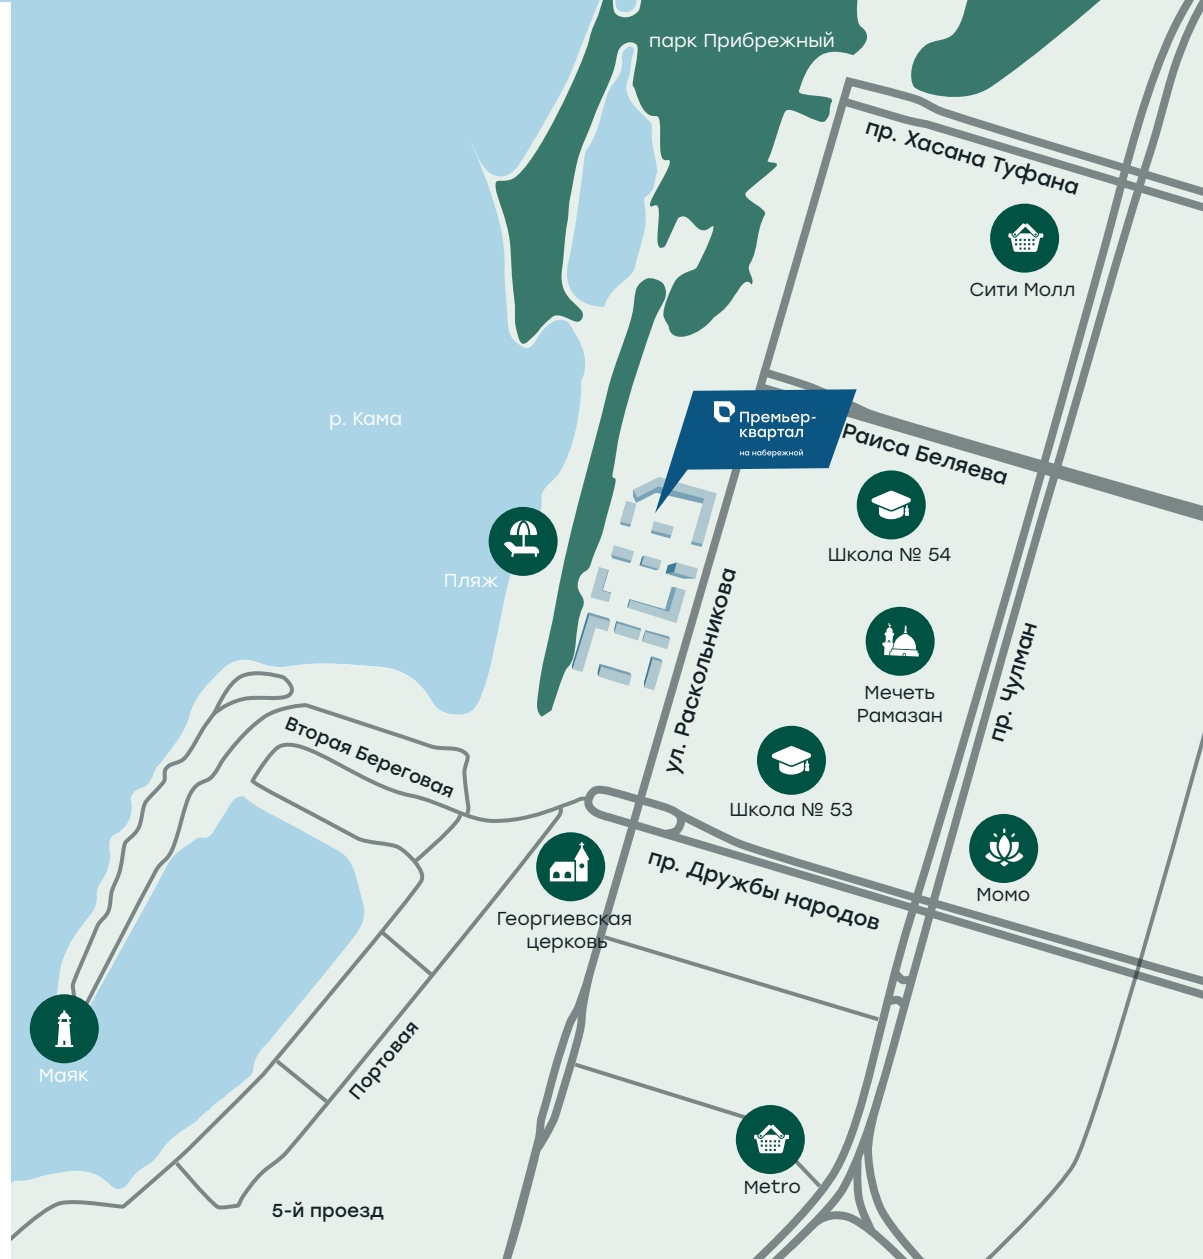 парк Прибрежный
пр. Хасана Туфана
Сити Молл
р. Кама
Премьер-
квартал
на набережной
Раиса Беляева
Школа № 54
Пляж
ул. Раскольникова
пр. Чулман
Мечеть
Рамазан
Вторая Береговая
Школа № 53
пр. Дружбы народов
Момо
Георгиевская
церковь
Маяк
Портовая
Metro
5-й проезд